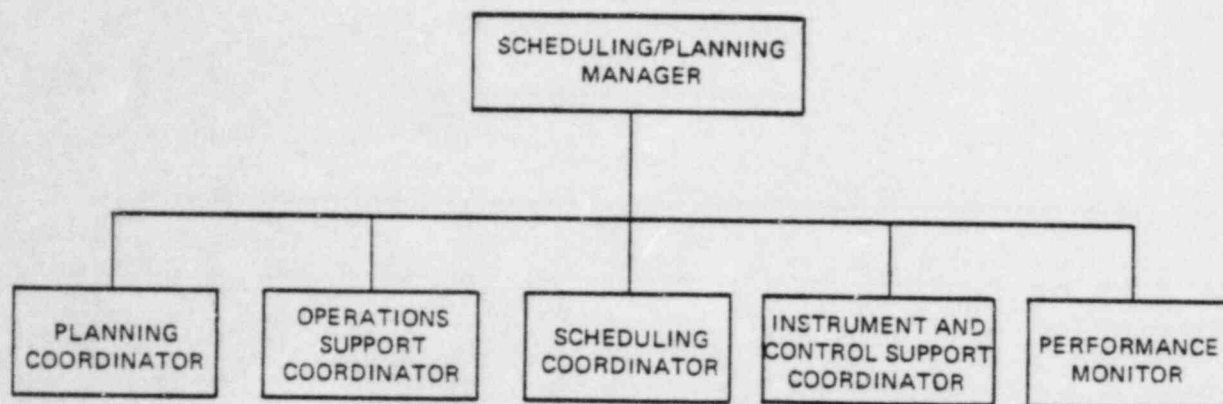 SCHEDULING/PLANNING
MANAGER
PLANNING
COORDINATOR
OPERATIONS
SUPPORT
COORDINATOR
SCHEDULING
COORDINATOR
INSTRUMENT AND
CONTROL SUPPORT
COORDINATOR
PERFORMANCE
MONITOR